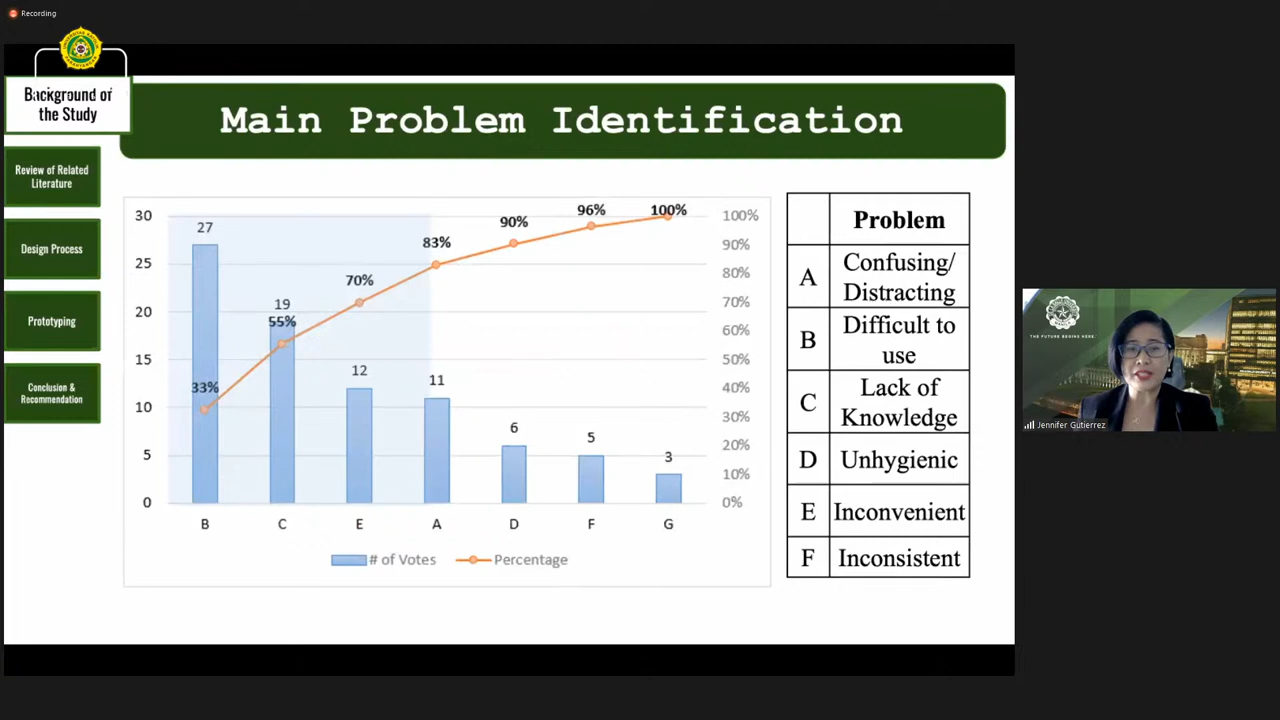 Recording
Background of
the Study
Main Problem Identification
Review of Related
Literature
Design Process
Prototyping
Conclusion &
Recommendation
30
25
20
15
10
5
0
27
19
12
11
6
5
3
33%
55%
70%
83%
90%
96%
100%
100%
90%
80%
70%
60%
50%
40%
30%
20%
10%
0%
B
C
E
A
D
F
G
# of Votes
Percentage
Problem
A
Confusing/
Distracting
B
Difficult to
use
C
Lack of
Knowledge
D
Unhygienic
E
Inconvenient
F
Inconsistent
THE FUTURE BEGINS HERE.
Jennifer Gutierrez